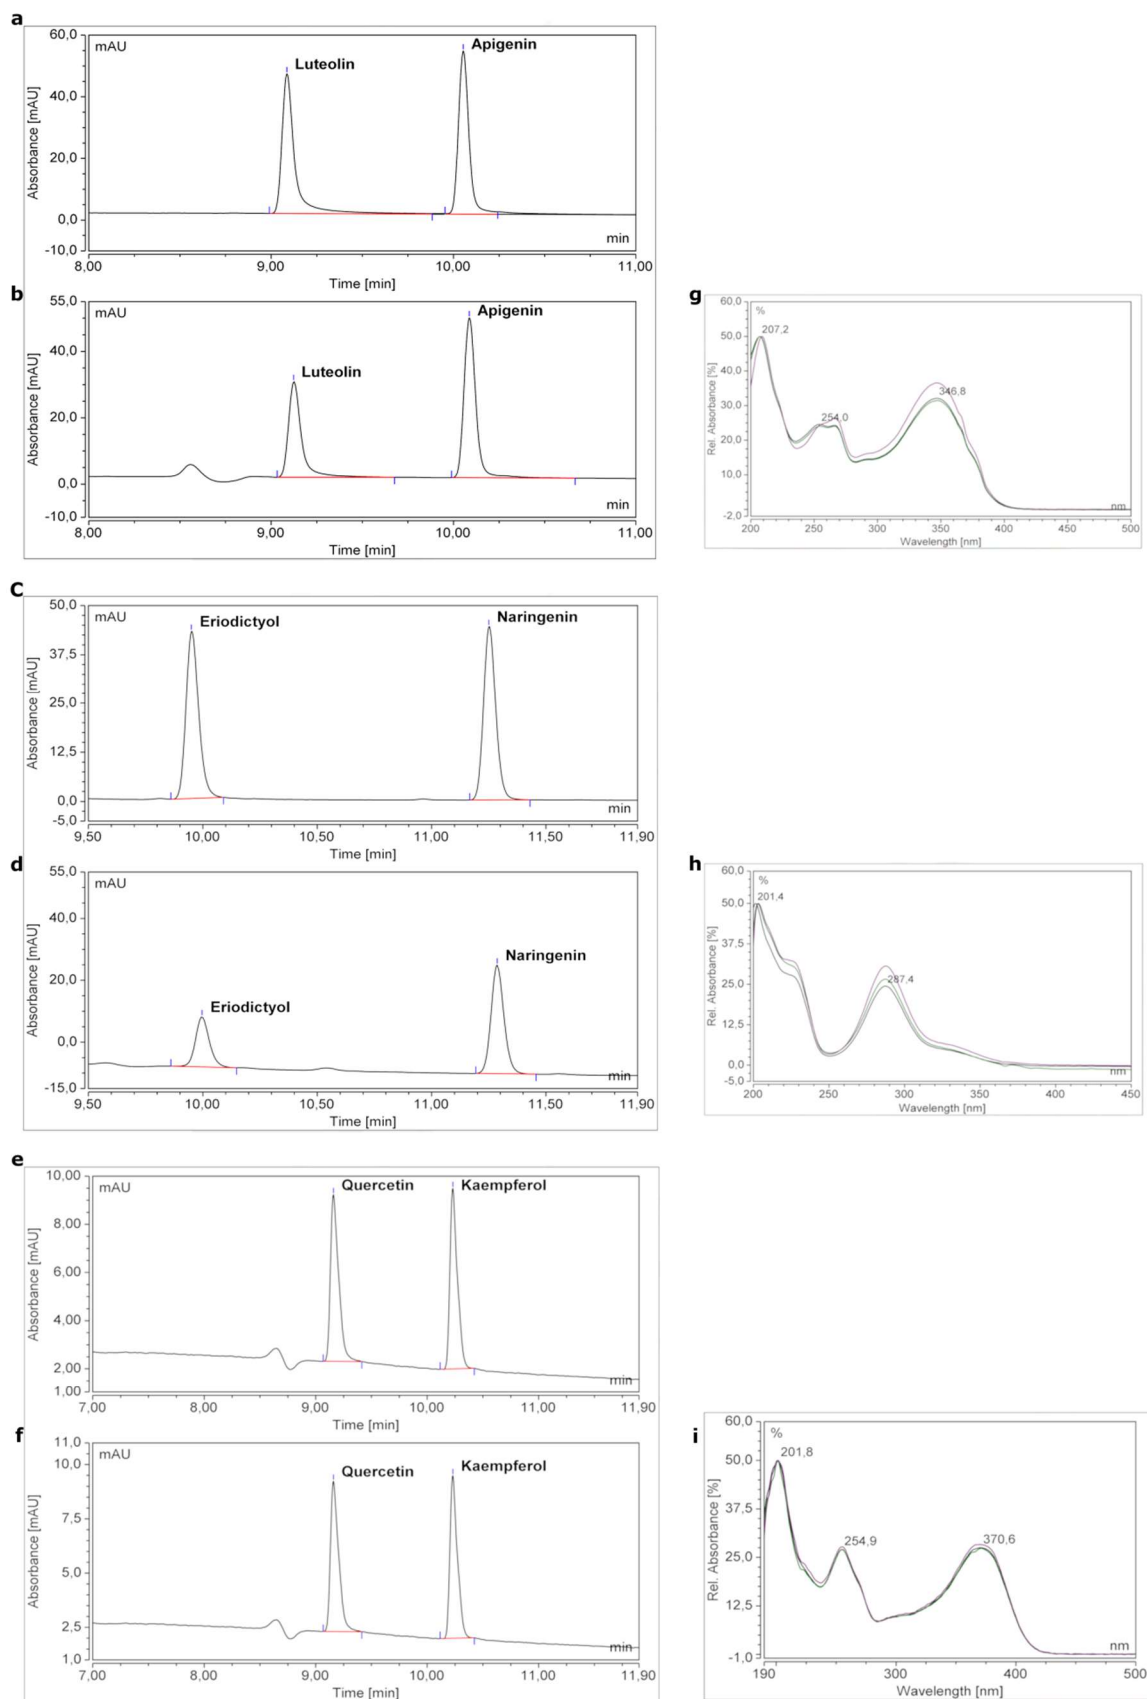 a
60,0
mAU
Luteolin
Apigenin
40,0
20,0
0,0
-10,0
Absorbance [mAU]
min
8,00
9,00
10,00
11,00
Time [min]
b
55,0
mAU
Luteolin
Apigenin
40,0
20,0
0,0
-10,0
Absorbance [mAU]
min
8,00
9,00
10,00
11,00
Time [min]
g
60,0
%
207,2
50,0
40,0
346,8
30,0
254,0
20,0
10,0
-2,0
Rel. Absorbance [%]
nm
200
250
300
350
400
450
500
Wavelength [nm]
c
50,0
mAU
Eriodictyol
Naringenin
37,5
25,0
12,5
0,0
-5,0
Absorbance [mAU]
min
9,50
10,00
10,50
11,00
11,50
11,90
Time [min]
d
55,0
mAU
40,0
Naringenin
20,0
Eriodictyol
0,0
-15,0
Absorbance [mAU]
min
9,50
10,00
10,50
11,00
11,50
11,90
Time [min]
h
60,0
%
201,4
50,0
37,5
287,4
25,0
12,5
0,0
-5,0
Rel. Absorbance [%]
nm
200
250
300
350
400
450
Wavelength [nm]
e
10,00
mAU
Quercetin
Kaempferol
8,00
6,00
4,00
2,00
1,00
Absorbance [mAU]
min
7,00
8,00
9,00
10,00
11,00
11,90
Time [min]
f
11,0
mAU
10,0
Quercetin
Kaempferol
7,5
5,0
2,5
1,0
Absorbance [mAU]
min
7,00
8,00
9,00
10,00
11,00
11,90
Time [min]
i
60,0
%
201,8
50,0
37,5
254,9
370,6
25,0
12,5
-1,0
Rel. Absorbance [%]
nm
190
300
400
500
Wavelength [nm]